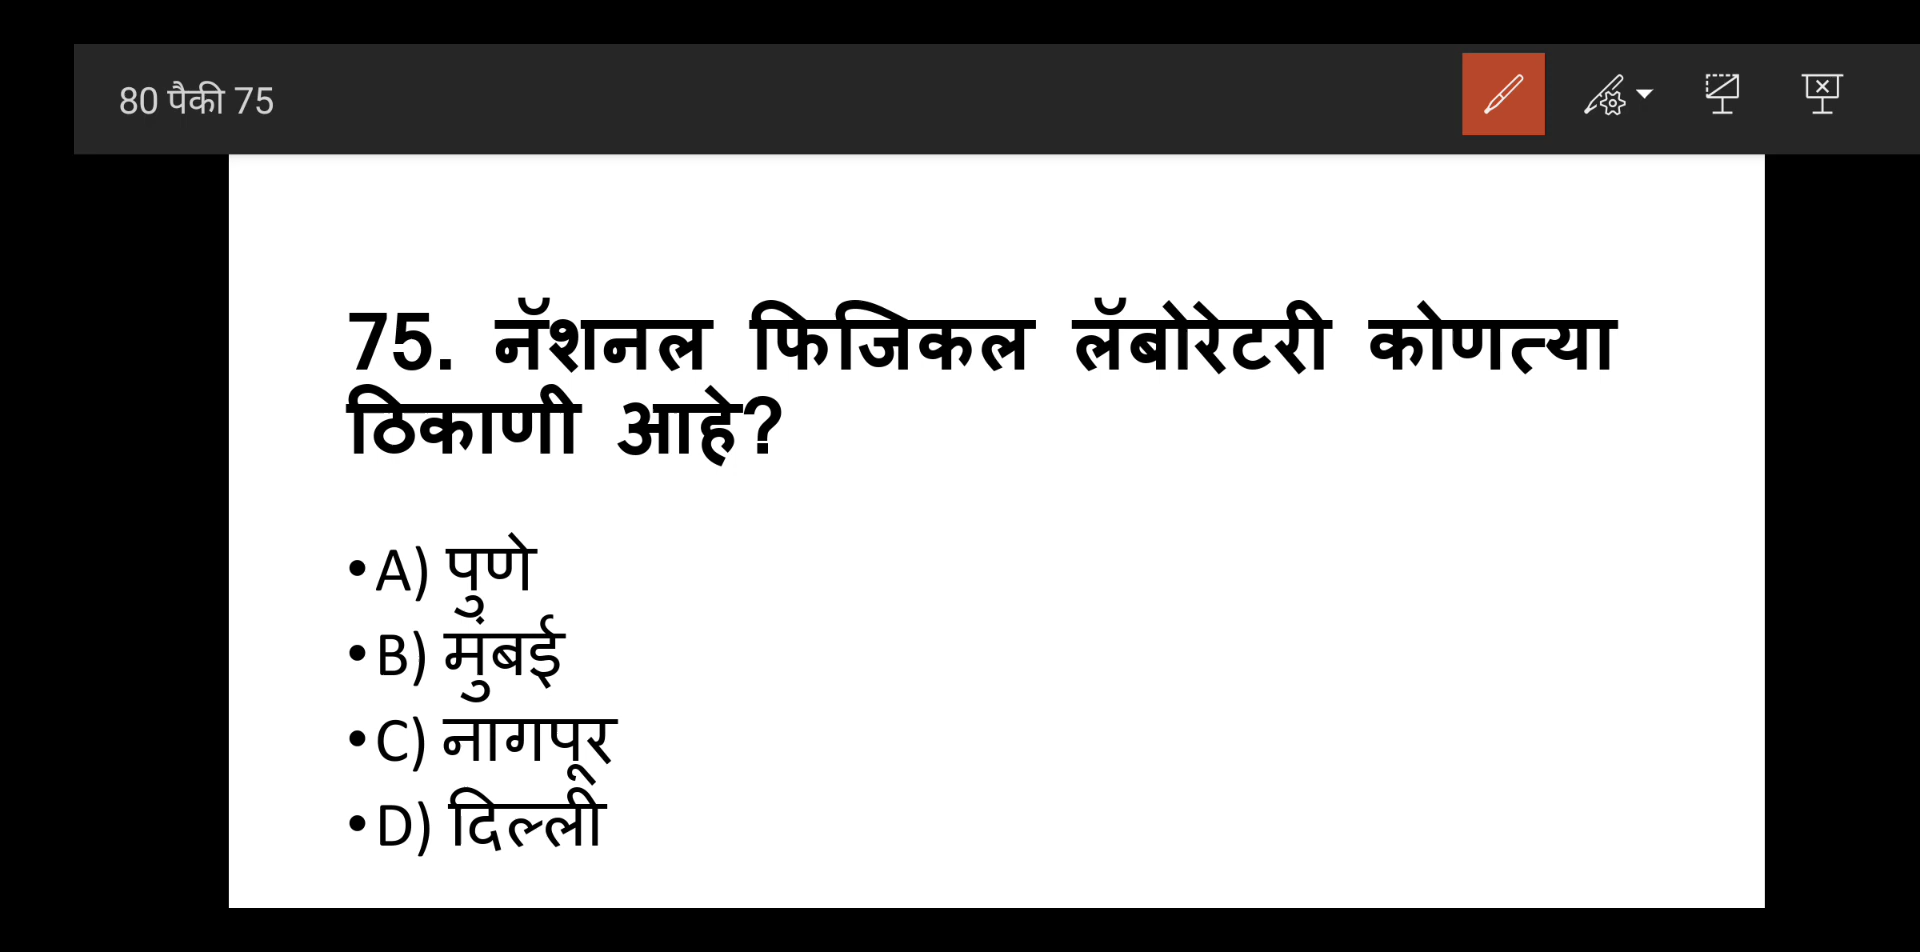 80 पैकी 75
75. नॅशनल फिजिकल लॅबोरेटरी कोणत्या
ठिकाणी आहे?
• A) पुणे
• B) मुंबई
• C) नागपूर
• D) दिल्ली